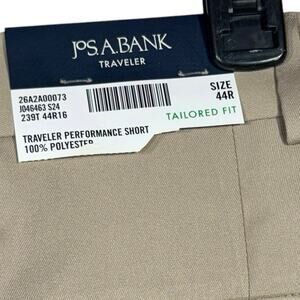 JOS. A. BANK
TRAVELER
26A2A00073
J046463 S24
239T 44R16
SIZE
44R
TAILORED FIT
TRAVELER PERFORMANCE SHORT
100% POLYESTER